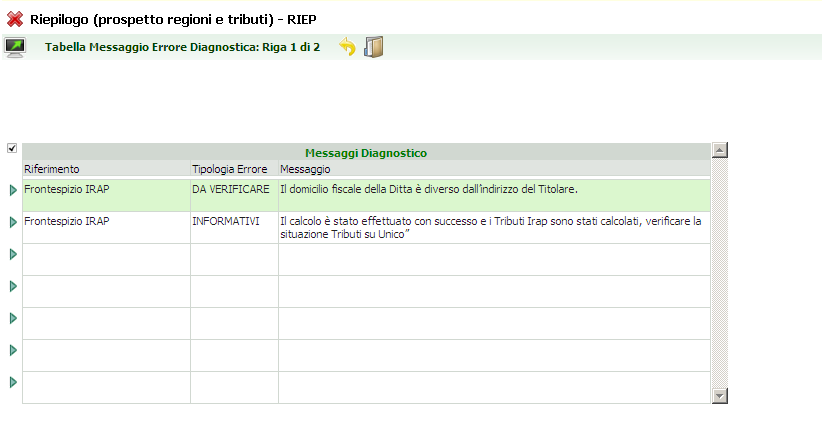 Riepilogo (prospetto regioni e tributi) - RIEP
Tabella Messaggio Errore Diagnostica: Riga 1 di 2
Messaggi Diagnostico
Riferimento Tipologia Errore Messaggio
Frontespizio IRAP DA VERIFICARE Il domicilio fiscale della Ditta è diverso dall'indirizzo del Titolare.
Frontespizio IRAP INFORMATIVI Il calcolo è stato effettuato con successo e i Tributi Irap sono stati calcolati, verificare la
situazione Tributi su Unico”